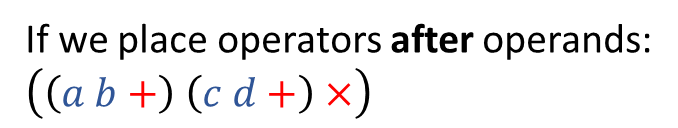 If we place operators after operands:
((a b +) (c d +) ×)